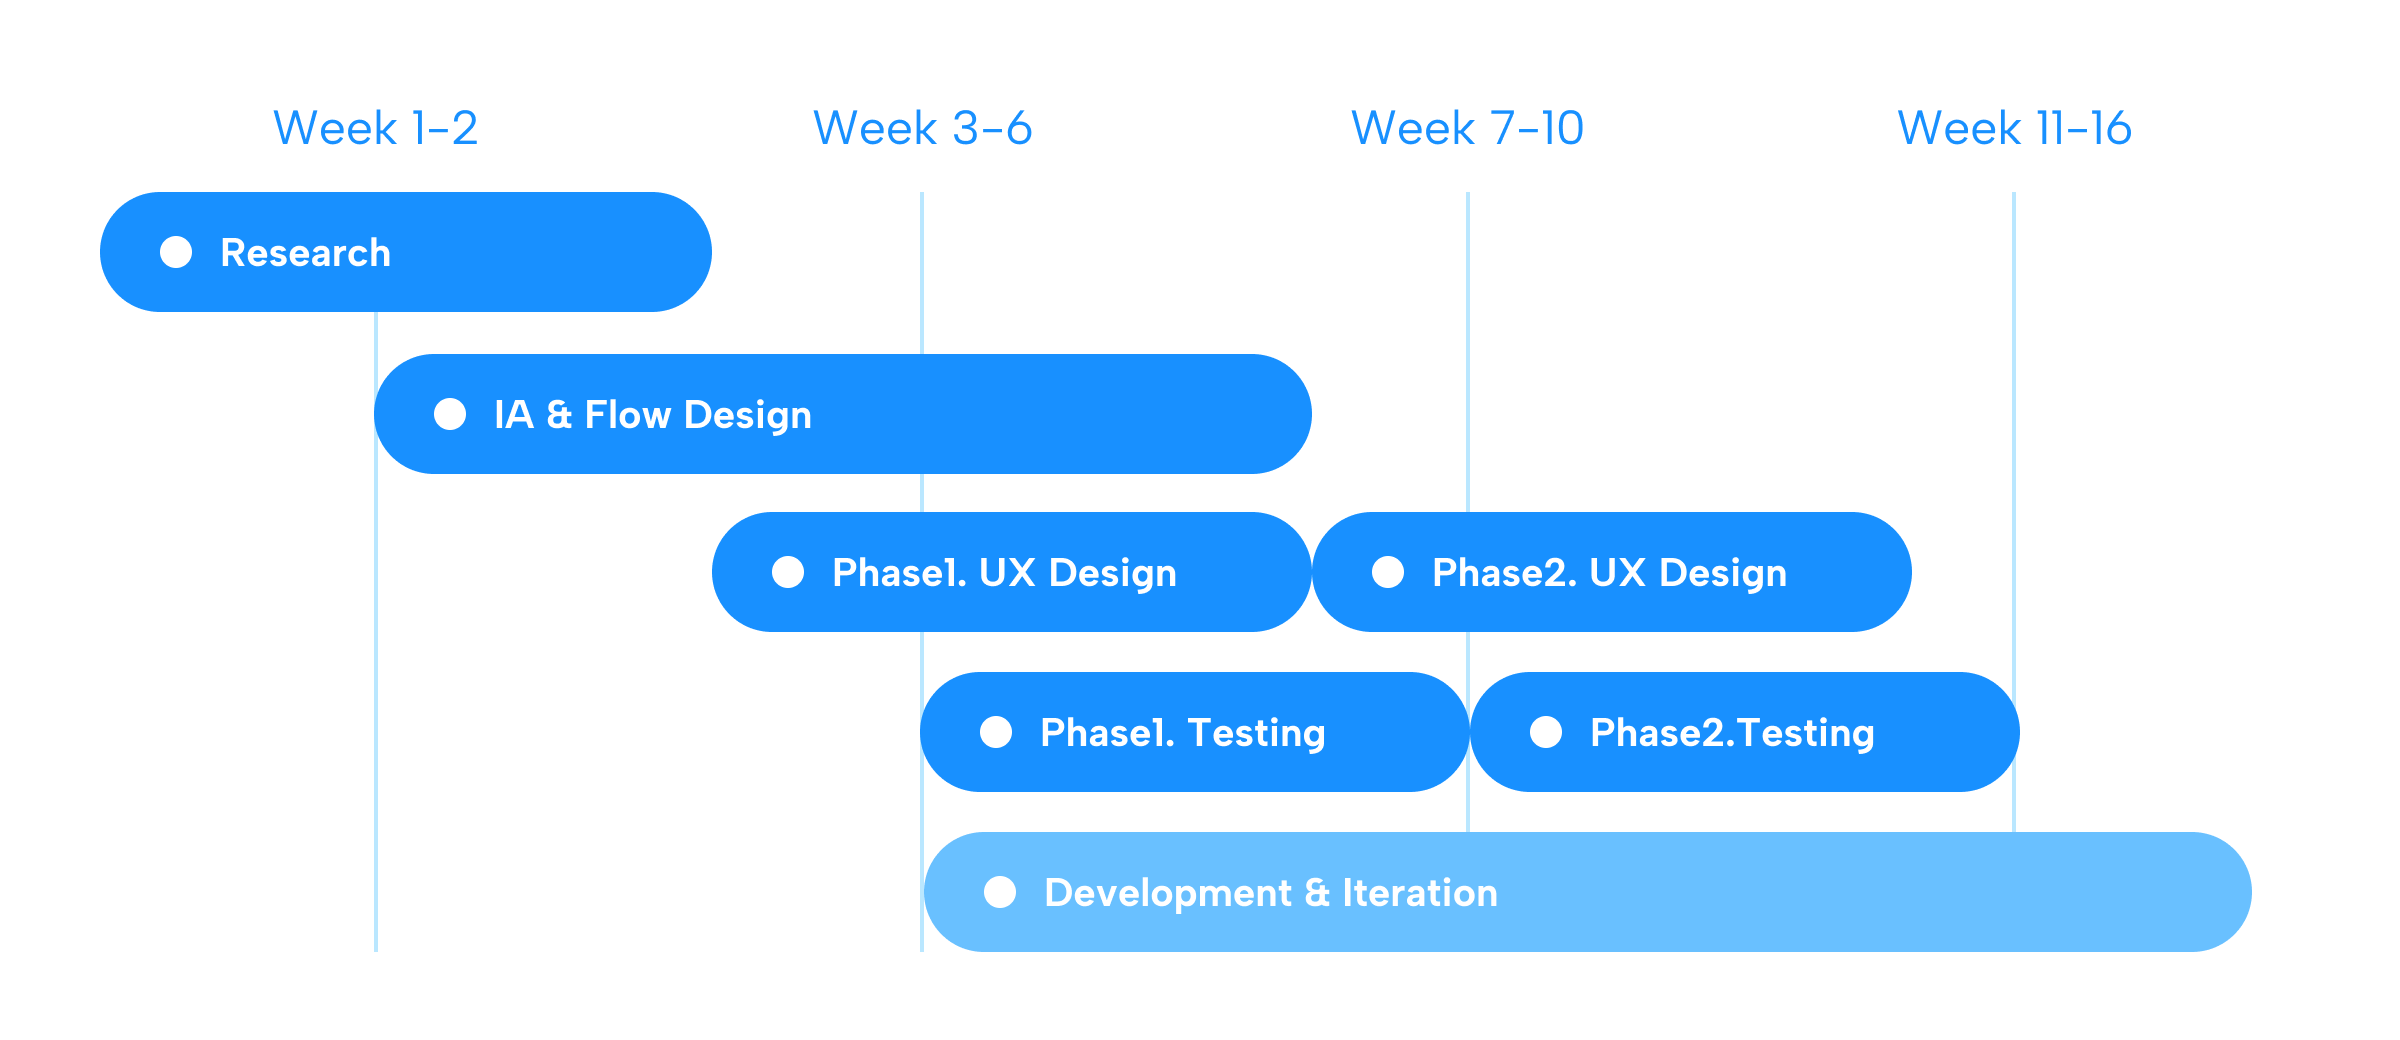 Week 1-2
Week 3-6
Week 7-10
Week 11-16
Research
IA & Flow Design
Phase1. UX Design
Phase2. UX Design
Phase1. Testing
Phase2.Testing
Development & Iteration